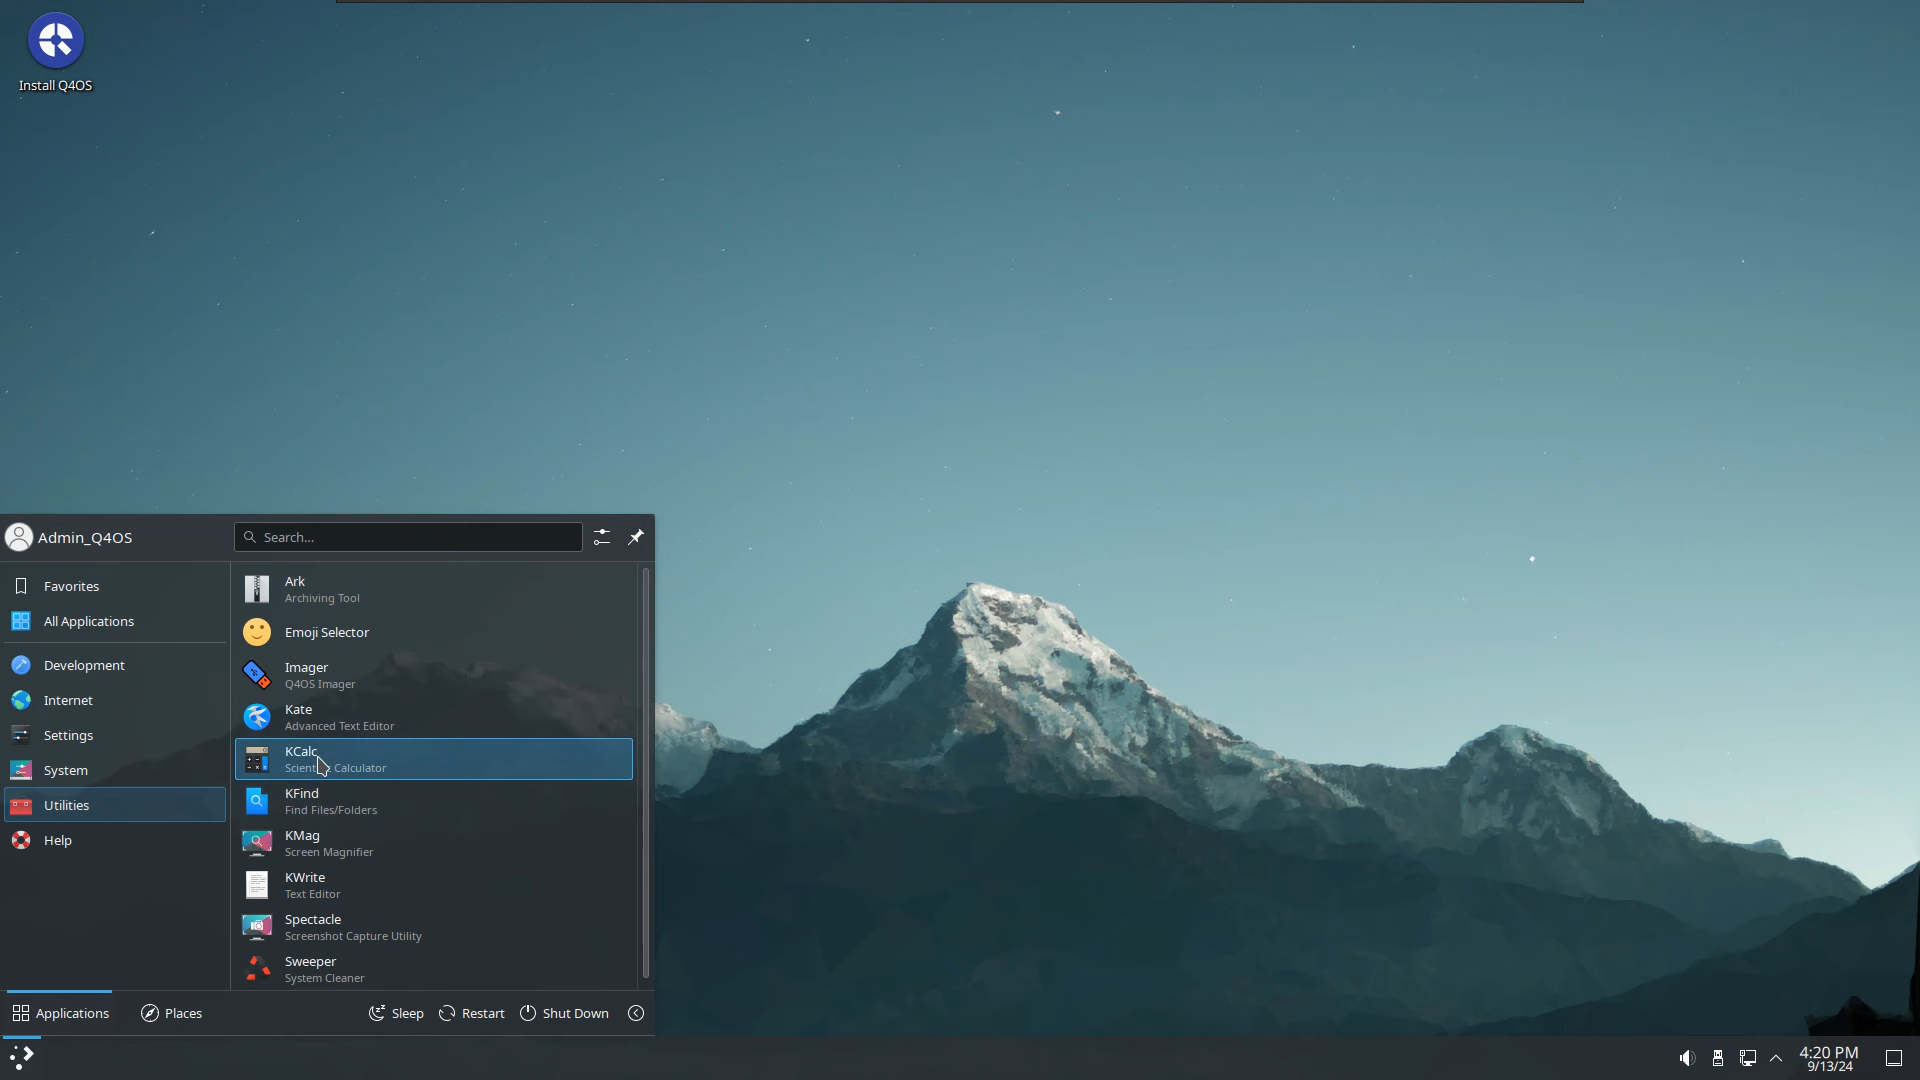 Install Q4OS
Admin_Q4OS
Search...
Favorites
All Applications
Development
Internet
Settings
System
Utilities
Help
Ark
Archiving Tool
Emoji Selector
Imager
Q4OS Imager
Kate
Advanced Text Editor
KCalc
Calculator
KFind
Find Files/Folders
KMag
Screen Magnifier
KWrite
Text Editor
Spectacle
Screenshot Capture Utility
Sweeper
System Cleaner
Applications
Places
Sleep
Restart
Shut Down
4:20 PM
9/13/24